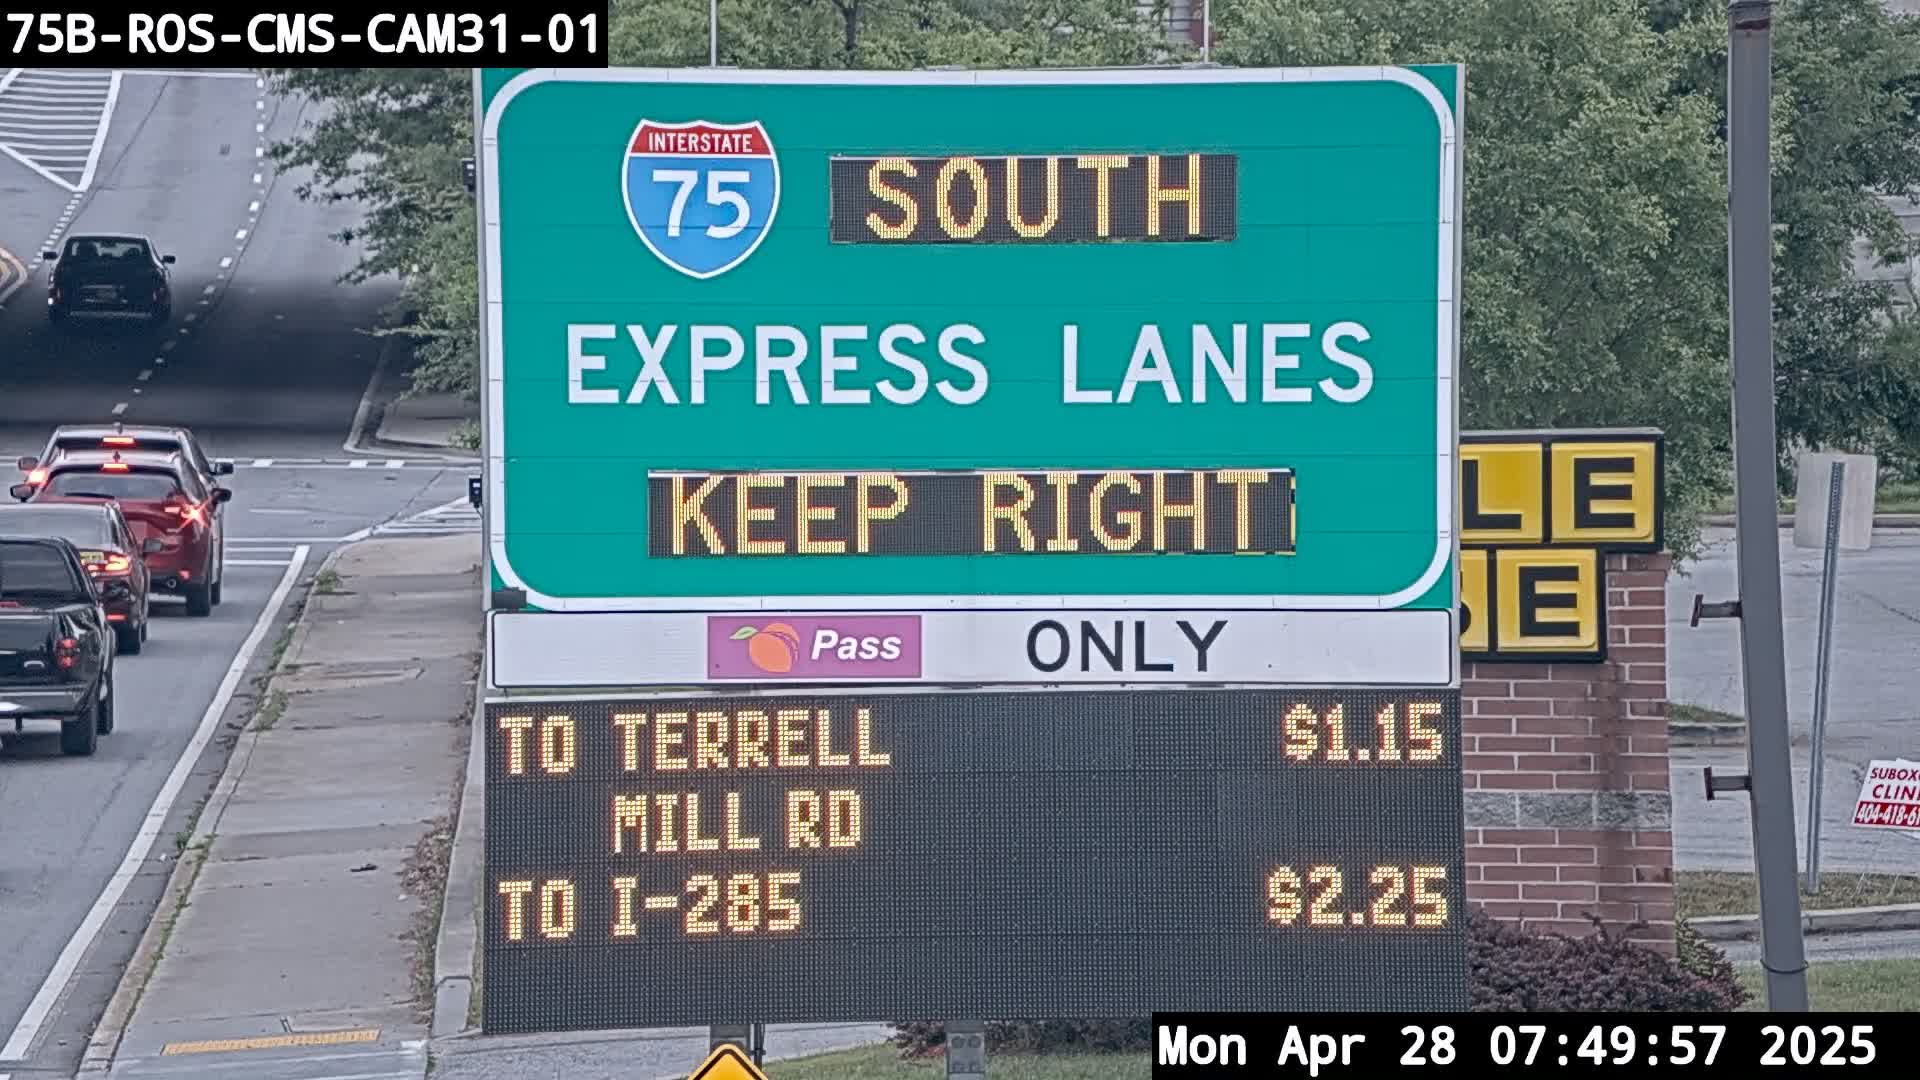 75B-ROS-CMS-CAM31-01
INTERSTATE
75
SOUTH
EXPRESS LANES
KEEP RIGHT
Pass ONLY
TO TERRELL $1.15
MILL RD
TO I-285 $2.25
LE
E
Mon Apr 28 07:49:57 2025